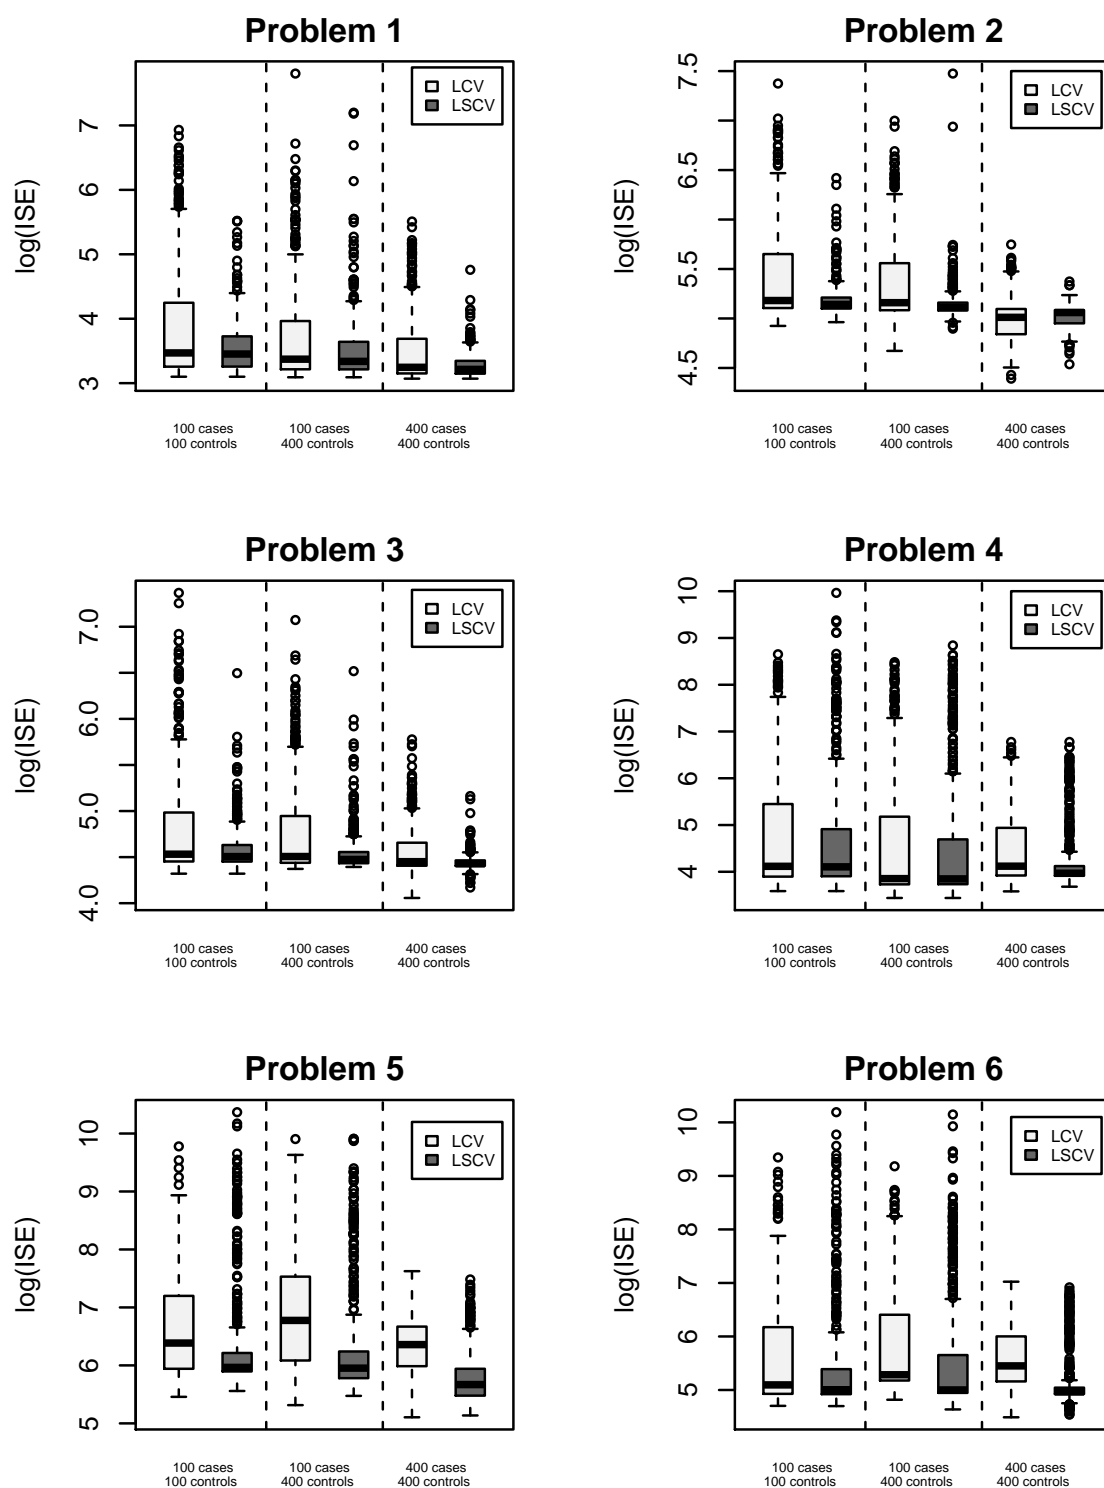 Problem 1
log(ISE)
7
6
5
4
3
LCV
LSCV
100 cases
100 controls
100 cases
400 controls
400 cases
400 controls
Problem 2
log(ISE)
7.5
6.5
5.5
4.5
LCV
LSCV
100 cases
100 controls
100 cases
400 controls
400 cases
400 controls
Problem 3
log(ISE)
7.0
6.0
5.0
4.0
LCV
LSCV
100 cases
100 controls
100 cases
400 controls
400 cases
400 controls
Problem 4
log(ISE)
10
9
8
7
6
5
4
LCV
LSCV
100 cases
100 controls
100 cases
400 controls
400 cases
400 controls
Problem 5
log(ISE)
10
9
8
7
6
5
LCV
LSCV
100 cases
100 controls
100 cases
400 controls
400 cases
400 controls
Problem 6
log(ISE)
10
9
8
7
6
5
LCV
LSCV
100 cases
100 controls
100 cases
400 controls
400 cases
400 controls